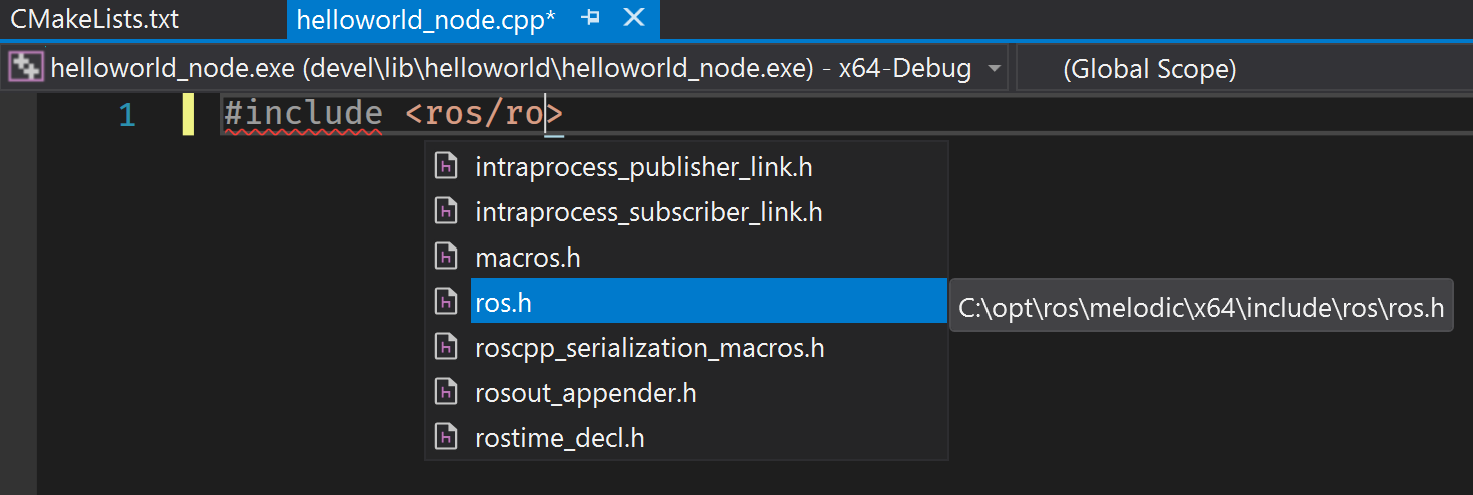 CMakeLists.txt helloworld_node.cpp*
helloworld_node.exe (devel\lib\helloworld\helloworld_node.exe) - x64-Debug (Global Scope)
1 #include <ros/ro>
intraprocess_publisher_link.h
intraprocess_subscriber_link.h
macros.h
ros.h C:\opt\ros\melodic\x64\include\ros\ros.h
roscpp_serialization_macros.h
rosout_appender.h
rostime_decl.h